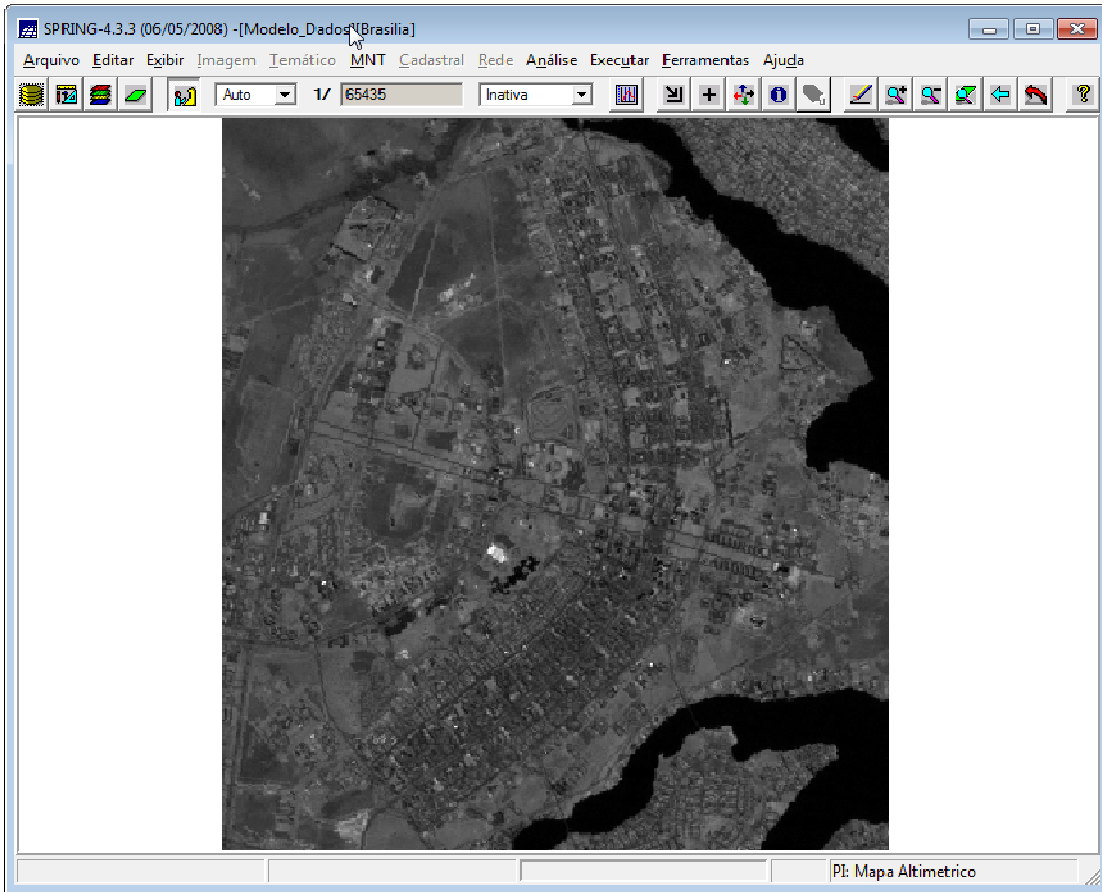 SPRING-4.3.3 (06/05/2008) -[Modelo_Dados][Brasilia]
Arquivo Editar Exibir Imagem Temático MNT Cadastral Rede Análise Executar Ferramentas Ajuda
Auto 1/ 65435 Inativa
PI: Mapa Altimetrico